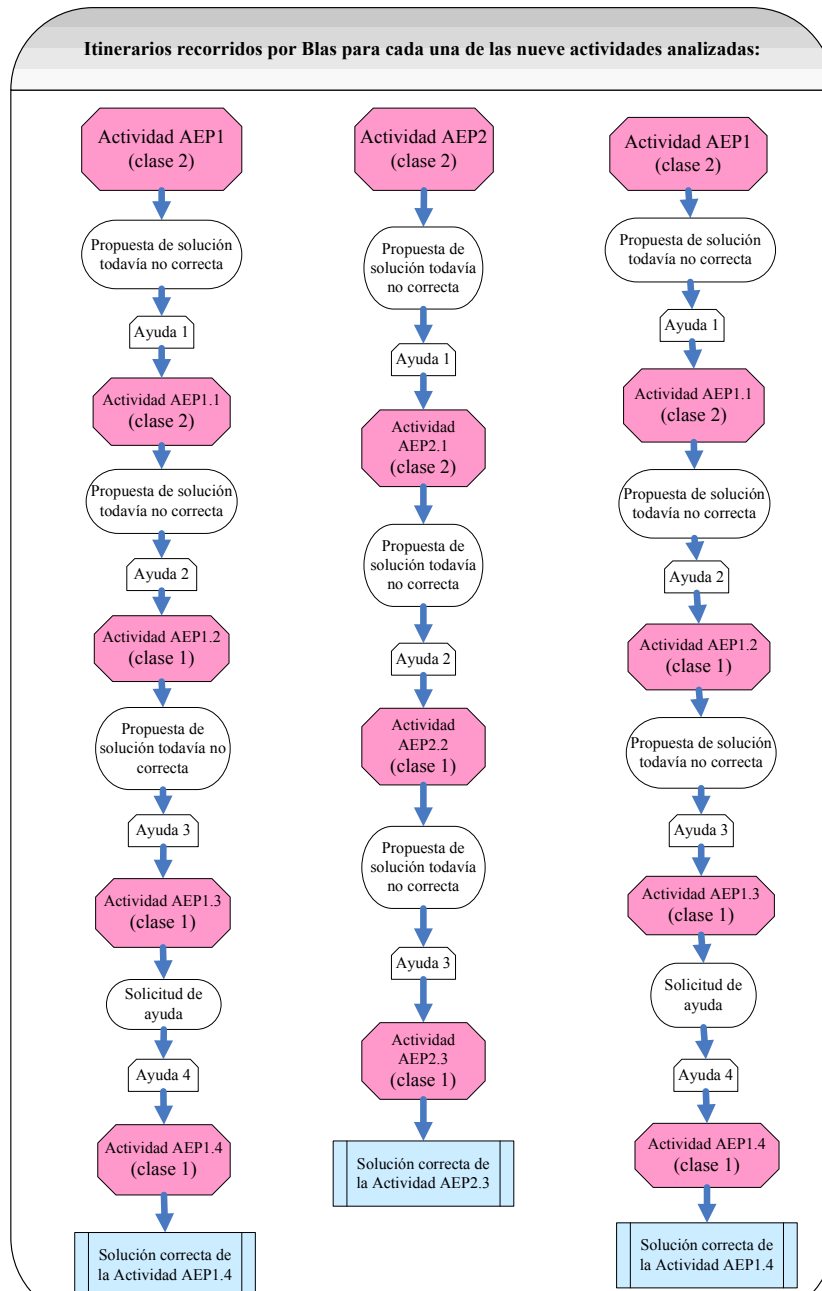 Itinerarios recorridos por Blas para cada una de las nueve actividades analizadas:
Actividad AEP1
(clase 2)
Propuesta de solución
todavía no correcta
Ayuda 1
Actividad AEP1.1
(clase 2)
Propuesta de solución
todavía no correcta
Ayuda 2
Actividad AEP1.2
(clase 1)
Propuesta de
solución todavía no
correcta
Ayuda 3
Actividad AEP1.3
(clase 1)
Solicitud de
ayuda
Ayuda 4
Actividad AEP1.4
(clase 1)
Solución correcta de
la Actividad AEP1.4
Actividad AEP2
(clase 2)
Propuesta de
solución todavía
no correcta
Ayuda 1
Actividad
AEP2.1
(clase 2)
Propuesta de
solución todavía
no correcta
Ayuda 2
Actividad
AEP2.2
(clase 1)
Propuesta de
solución todavía
no correcta
Ayuda 3
Actividad
AEP2.3
(clase 1)
Solución correcta de
la Actividad AEP2.3
Actividad AEP1
(clase 2)
Propuesta de solución
todavía no correcta
Ayuda 1
Actividad AEP1.1
(clase 2)
Propuesta de solución
todavía no correcta
Ayuda 2
Actividad AEP1.2
(clase 1)
Propuesta de solución
todavía no correcta
Ayuda 3
Actividad AEP1.3
(clase 1)
Solicitud de
ayuda
Ayuda 4
Actividad AEP1.4
(clase 1)
Solución correcta de
la Actividad AEP1.4